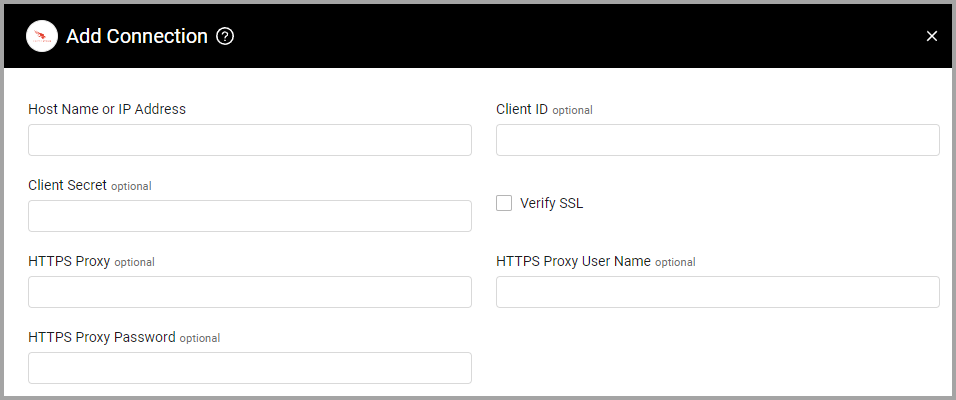 Add Connection ?
Host Name or IP Address
Client ID optional
Client Secret optional
Verify SSL
HTTPS Proxy optional
HTTPS Proxy User Name optional
HTTPS Proxy Password optional